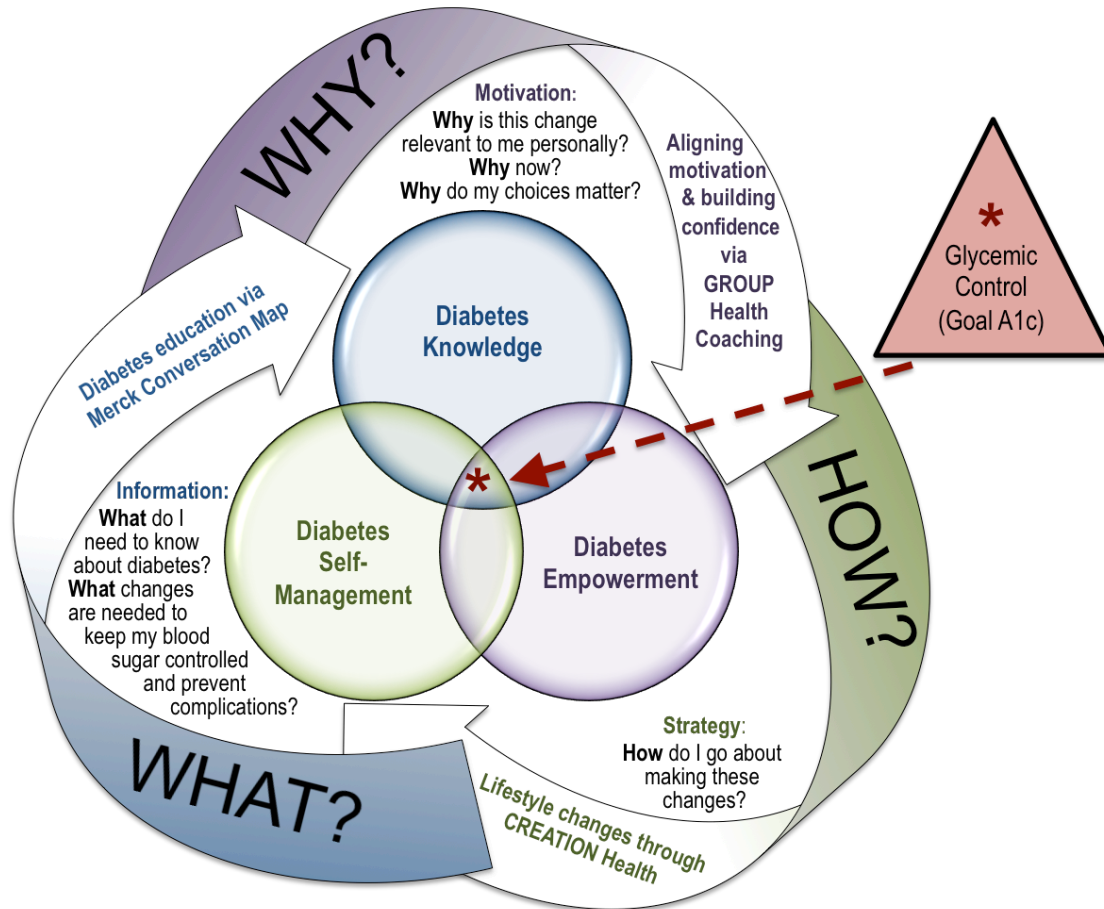 WHY?
Motivation:
Why is this change
relevant to me personally?
Why now?
Why do my choices matter?
Aligning
motivation
& building
confidence
via
GROUP
Health
Coaching
*
Glycemic
Control
(Goal A1c)
Diabetes education via
Merck Conversation Map
Diabetes
Knowledge
HOW?
*
Information:
What do I
need to know
about diabetes?
What changes
are needed to
keep my blood
sugar controlled
and prevent
complications?
Diabetes
Self-
Management
Diabetes
Empowerment
Strategy:
How do I go about
making these
changes?
WHAT?
Lifestyle changes through
CREATION Health